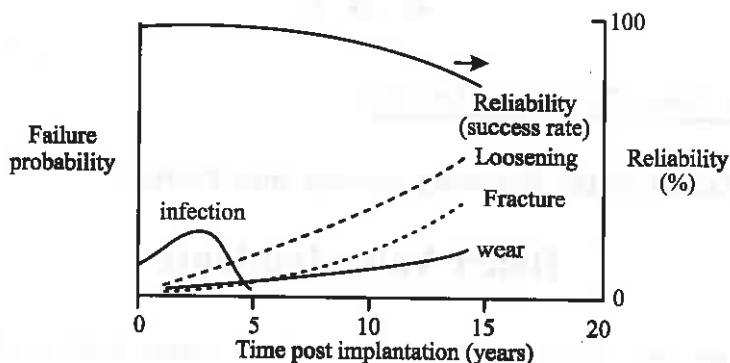 100
Reliability
(success rate)
Failure
probability
Loosening
Reliability
(%)
infection
Fracture
wear
0
0 5 10 15 20
Time post implantation (years)